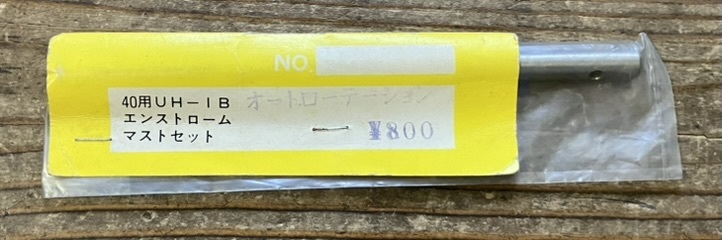 NO.
40用UH-1B オートローテーション
エンストローム
マストセット
¥800